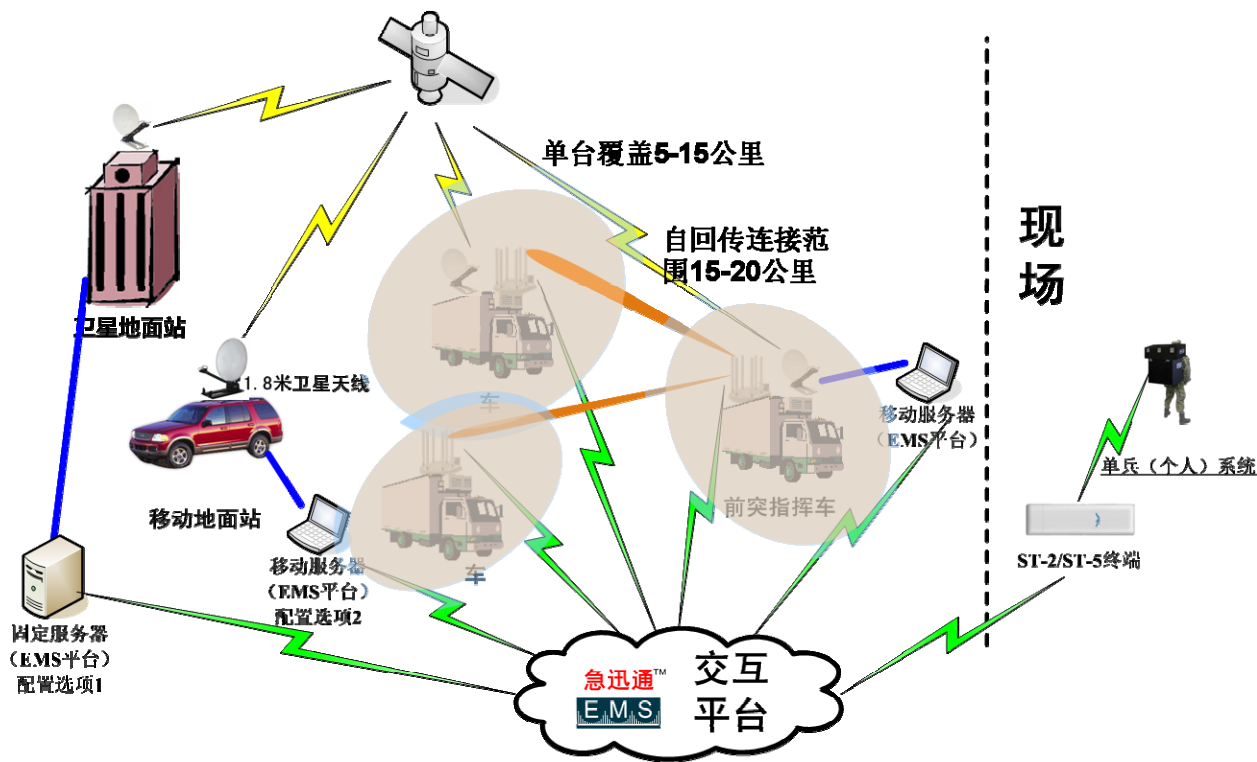 单台覆盖5-15公里
自回传连接范
围15-20公里
现
场
卫星地面站
1.8米卫星天线
车
移动服务器
（EMS平台）
单兵（个人）系统
前突指挥车
移动地面站
ST-2/ST-5终端
移动服务器
（EMS平台）
配置选项2
车
固定服务器
（EMS平台）
配置选项1
急迅通™
EMS
交互
平台